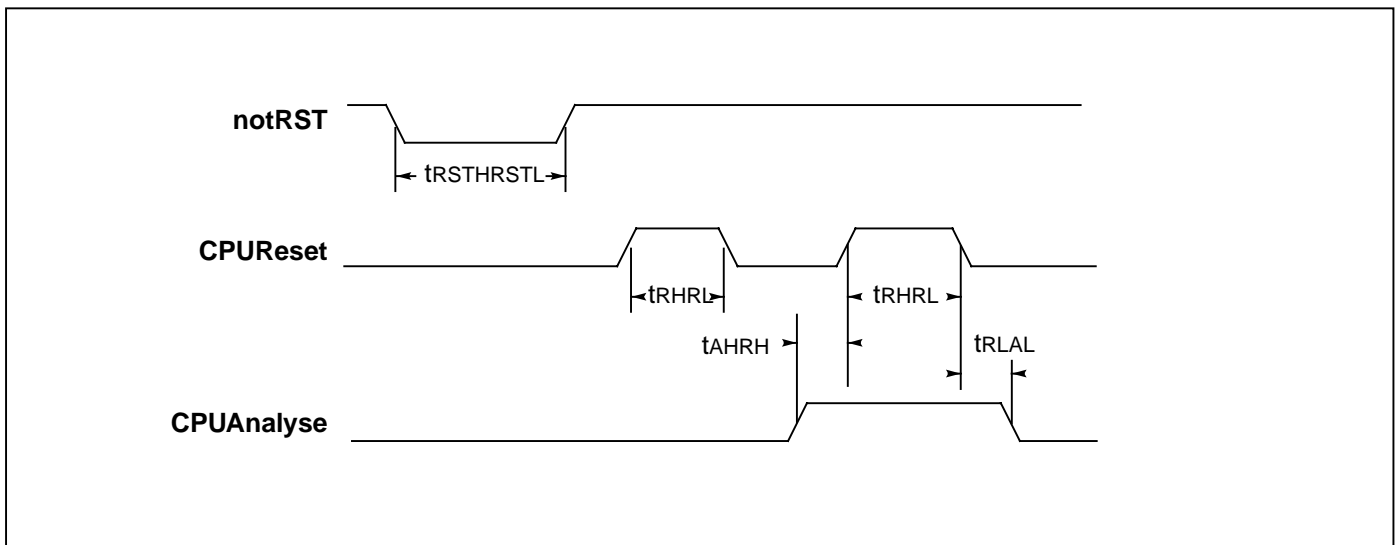 notRST
tRSTHRSTL
CPUReset
tRHRL
tRHRL
tAHRH
tRLAL
CPUAnalyse